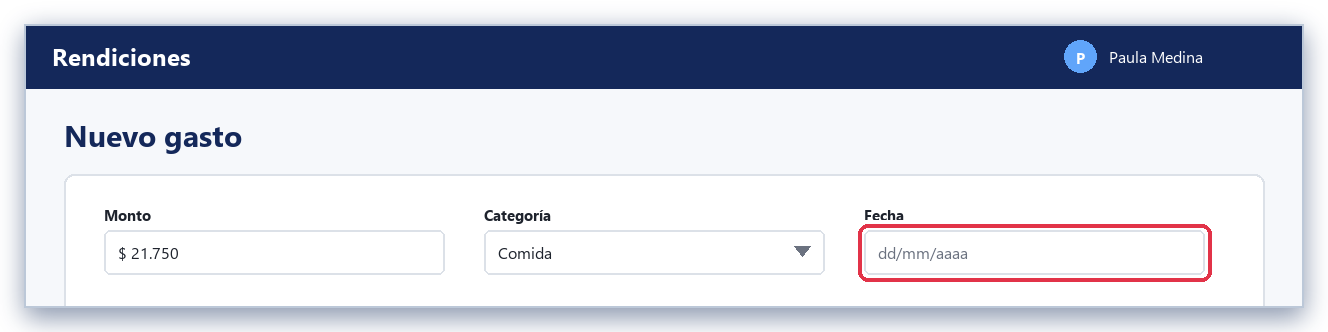 Rendiciones
P
Paula Medina
Nuevo gasto
Monto
Categoría
Fecha
$ 21.750
Comida
dd/mm/aaaa